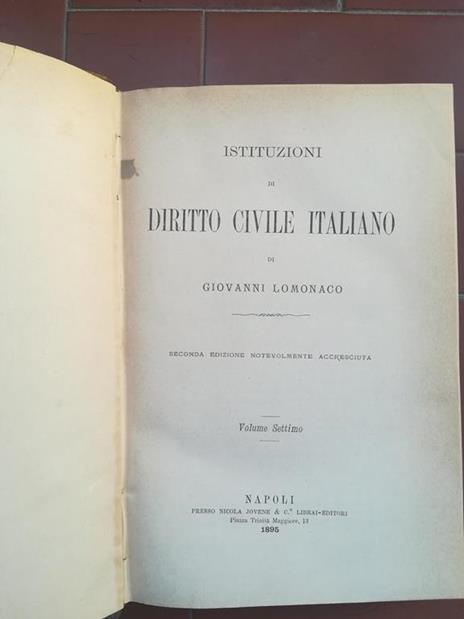 ISTITUZIONI
DI
DIRITTO CIVILE ITALIANO
DI
GIOVANNI LOMONACO
SECONDA EDIZIONE NOTEVOLMENTE ACCRESCIUTA
Volume Settimo
NAPOLI
PRESSO NICOLA JOVENE & C.º LIBRAI-EDITORI
Piazza Trinità Maggiore, 13
1895